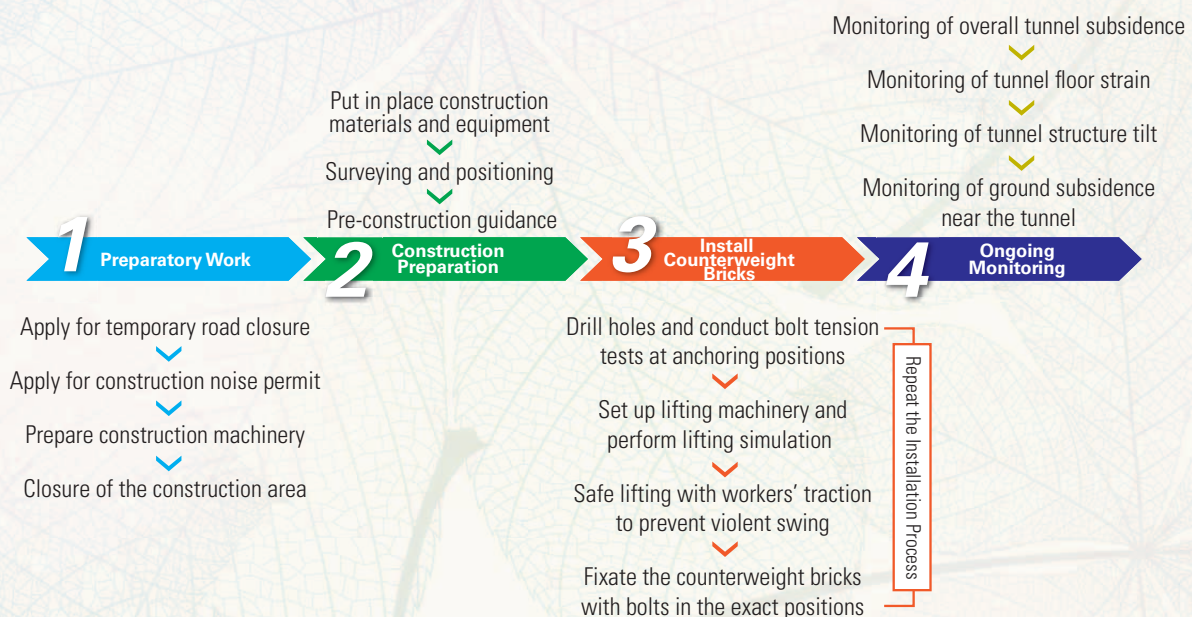 1
Preparatory Work
Apply for temporary road closure
Apply for construction noise permit
Prepare construction machinery
Closure of the construction area
Put in place construction
materials and equipment
Surveying and positioning
Pre-construction guidance
2
Construction
Preparation
3
Install
Counterweight
Bricks
Drill holes and conduct bolt tension
tests at anchoring positions
Set up lifting machinery and
perform lifting simulation
Safe lifting with workers’ traction
to prevent violent swing
Fixate the counterweight bricks
with bolts in the exact positions
Repeat the Installation Process
Monitoring of overall tunnel subsidence
Monitoring of tunnel floor strain
Monitoring of tunnel structure tilt
Monitoring of ground subsidence
near the tunnel
4
Ongoing
Monitoring